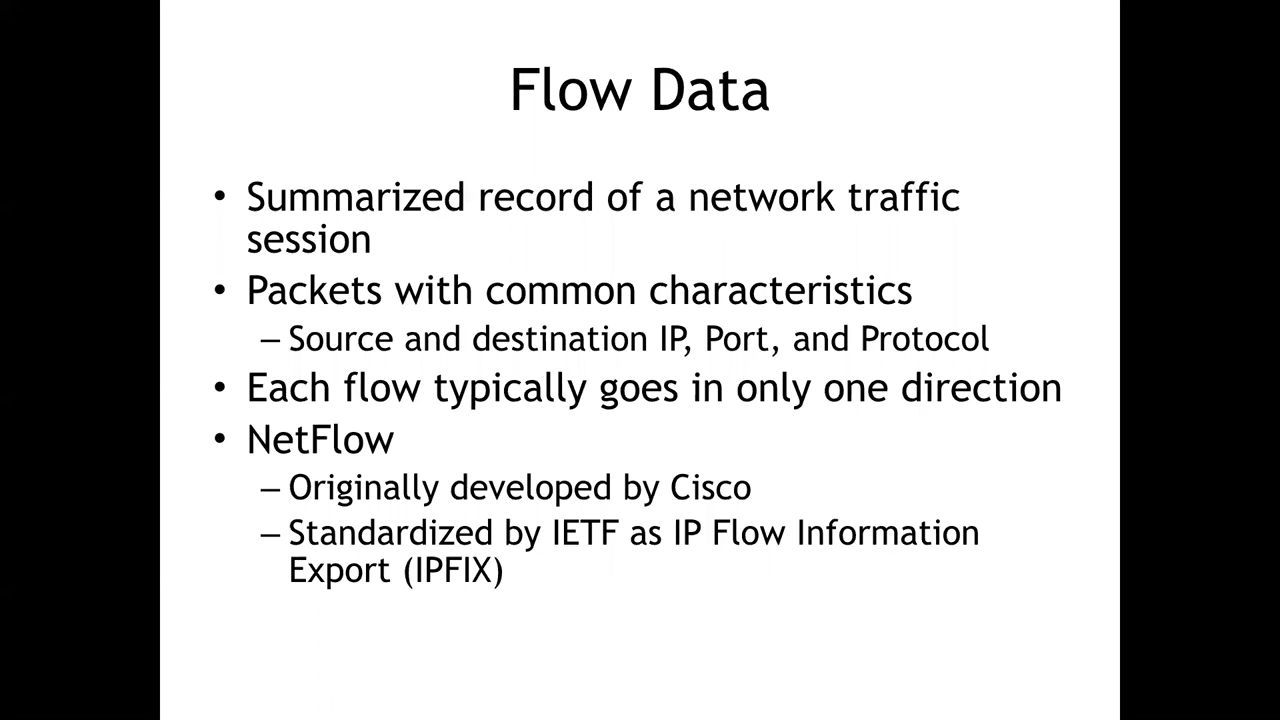 Flow Data
• Summarized record of a network traffic
session
• Packets with common characteristics
– Source and destination IP, Port, and Protocol
• Each flow typically goes in only one direction
• NetFlow
– Originally developed by Cisco
– Standardized by IETF as IP Flow Information
Export (IPFIX)